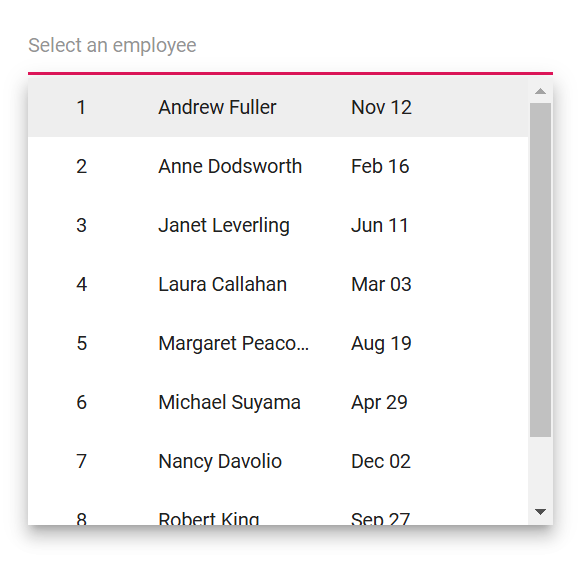 Select an employee
1 Andrew Fuller Nov 12
2 Anne Dodsworth Feb 16
3 Janet Leverling Jun 11
4 Laura Callahan Mar 03
5 Margaret Peaco... Aug 19
6 Michael Suyama Apr 29
7 Nancy Davolio Dec 02
8 Robert King Sep 27